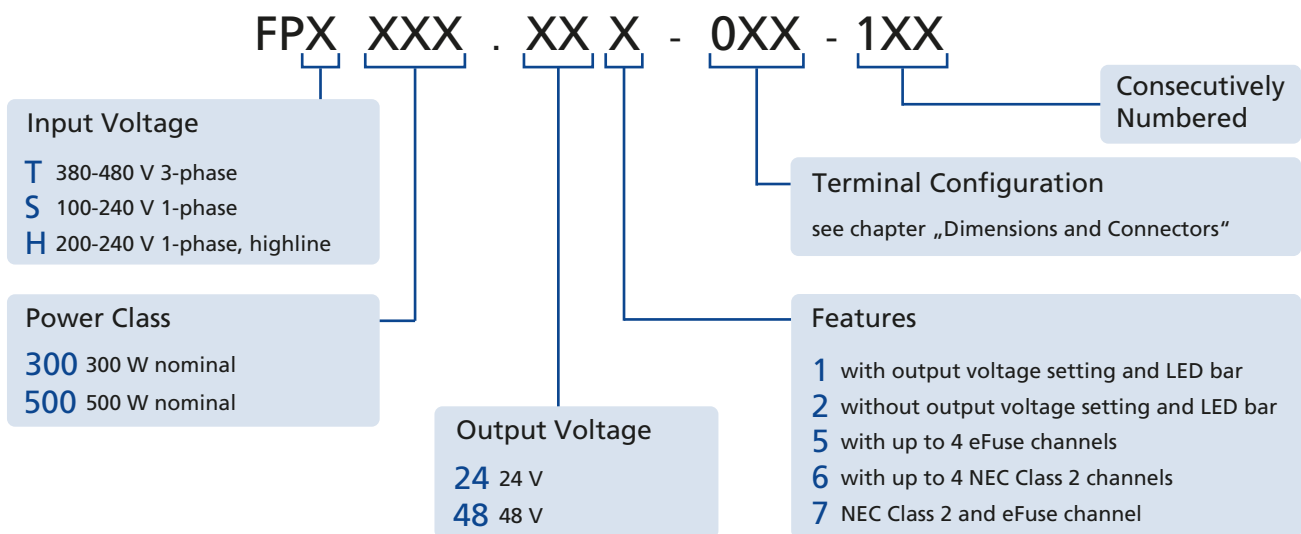 FPX XXX . XX X - 0XX - 1XX
Consecutively
Numbered
Input Voltage
T 380-480 V 3-phase
S 100-240 V 1-phase
H 200-240 V 1-phase, highline
Terminal Configuration
see chapter „Dimensions and Connectors“
Power Class
300 300 W nominal
500 500 W nominal
Output Voltage
24 24 V
48 48 V
Features
1 with output voltage setting and LED bar
2 without output voltage setting and LED bar
5 with up to 4 eFuse channels
6 with up to 4 NEC Class 2 channels
7 NEC Class 2 and eFuse channel